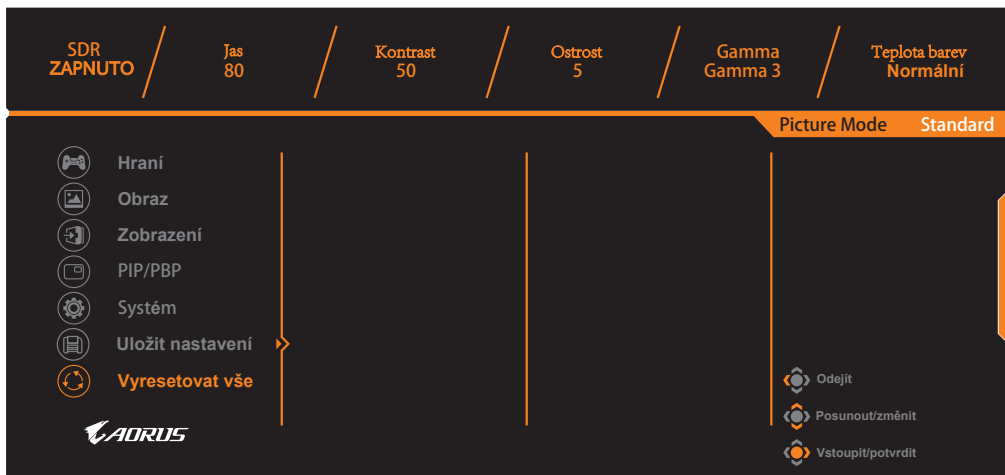 SDR
ZAPNUTO
Jas
80
Kontrast
50
Ostrost
5
Gamma
Gamma 3
Teplota barev
Normální
Picture Mode Standard
Hraní
Obraz
Zobrazení
PIP/PBP
Systém
Uložit nastavení
Vyresetovat vše
AORUS
Odejít
Posunout/změnit
Vstoupit/potvrdit